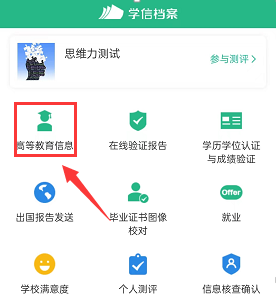 学信档案
思维力测试
参与测评
高等教育信息
在线验证报告
学历学位认证
与成绩验证
出国报告发送
毕业证书图像
校对
Offer
就业
学校满意度
个人测评
信息核查确认